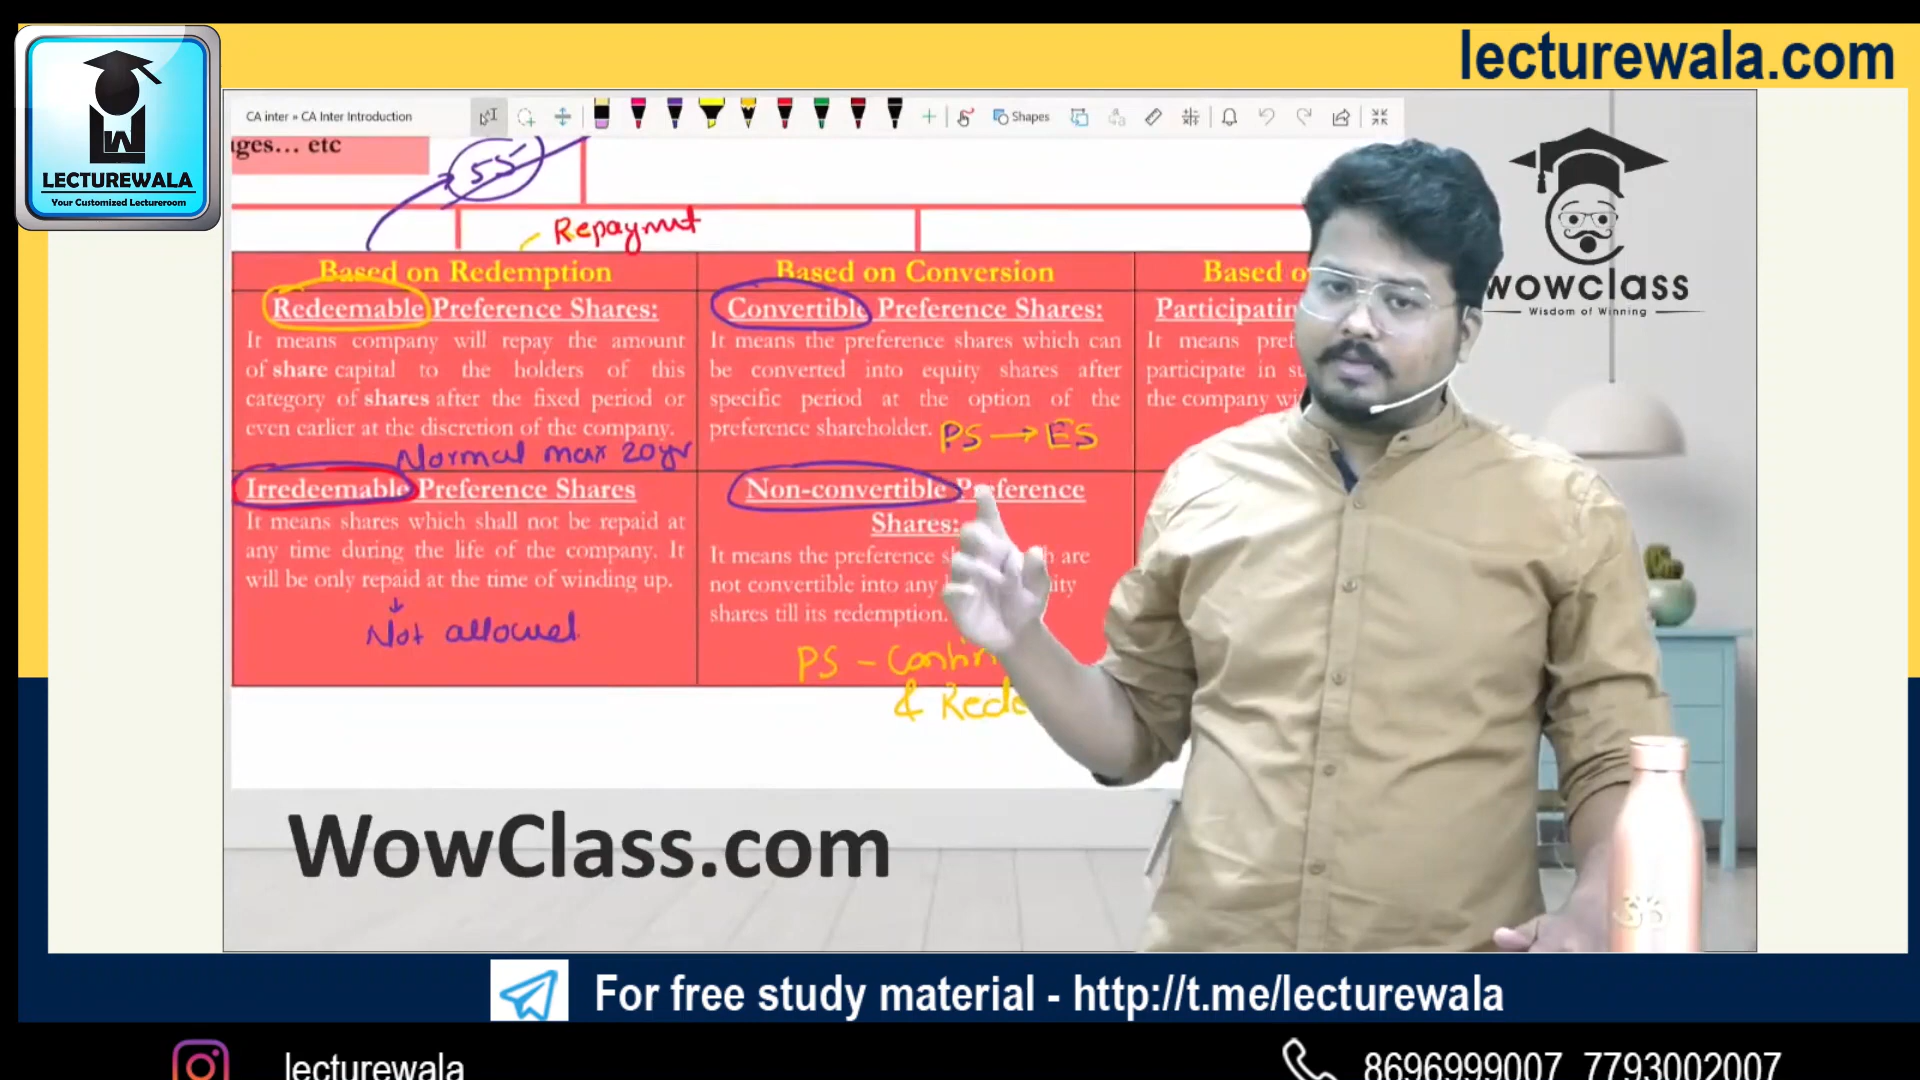 lecturewala.com
LW
LECTUREWALA
Your Customized Lectureroom
CA inter » CA Inter Introduction
Shapes
ages... etc
55
Repaymnt
wowclass
Wisdom of Winning
Based on Redemption
Redeemable Preference Shares:
It means company will repay the amount
of share capital to the holders of this
category of shares after the fixed period or
even earlier at the discretion of the company.
Normal max 20yr
Irredeemable Preference Shares
It means shares which shall not be repaid at
any time during the life of the company. It
will be only repaid at the time of winding up.
Not allowed
Based on Conversion
Convertible Preference Shares:
It means the preference shares which can
be converted into equity shares after
specific period at the option of the
preference shareholder.
PS → ES
Non-convertible Preference
Shares:
It means the preference are
not convertible into any
shares till its redemption.
PS -
&
Based
Participatin
It means pref
participate in su
the company wi
WowClass.com
For free study material - http://t.me/lecturewala
lecturewala
8696999007 7793002007